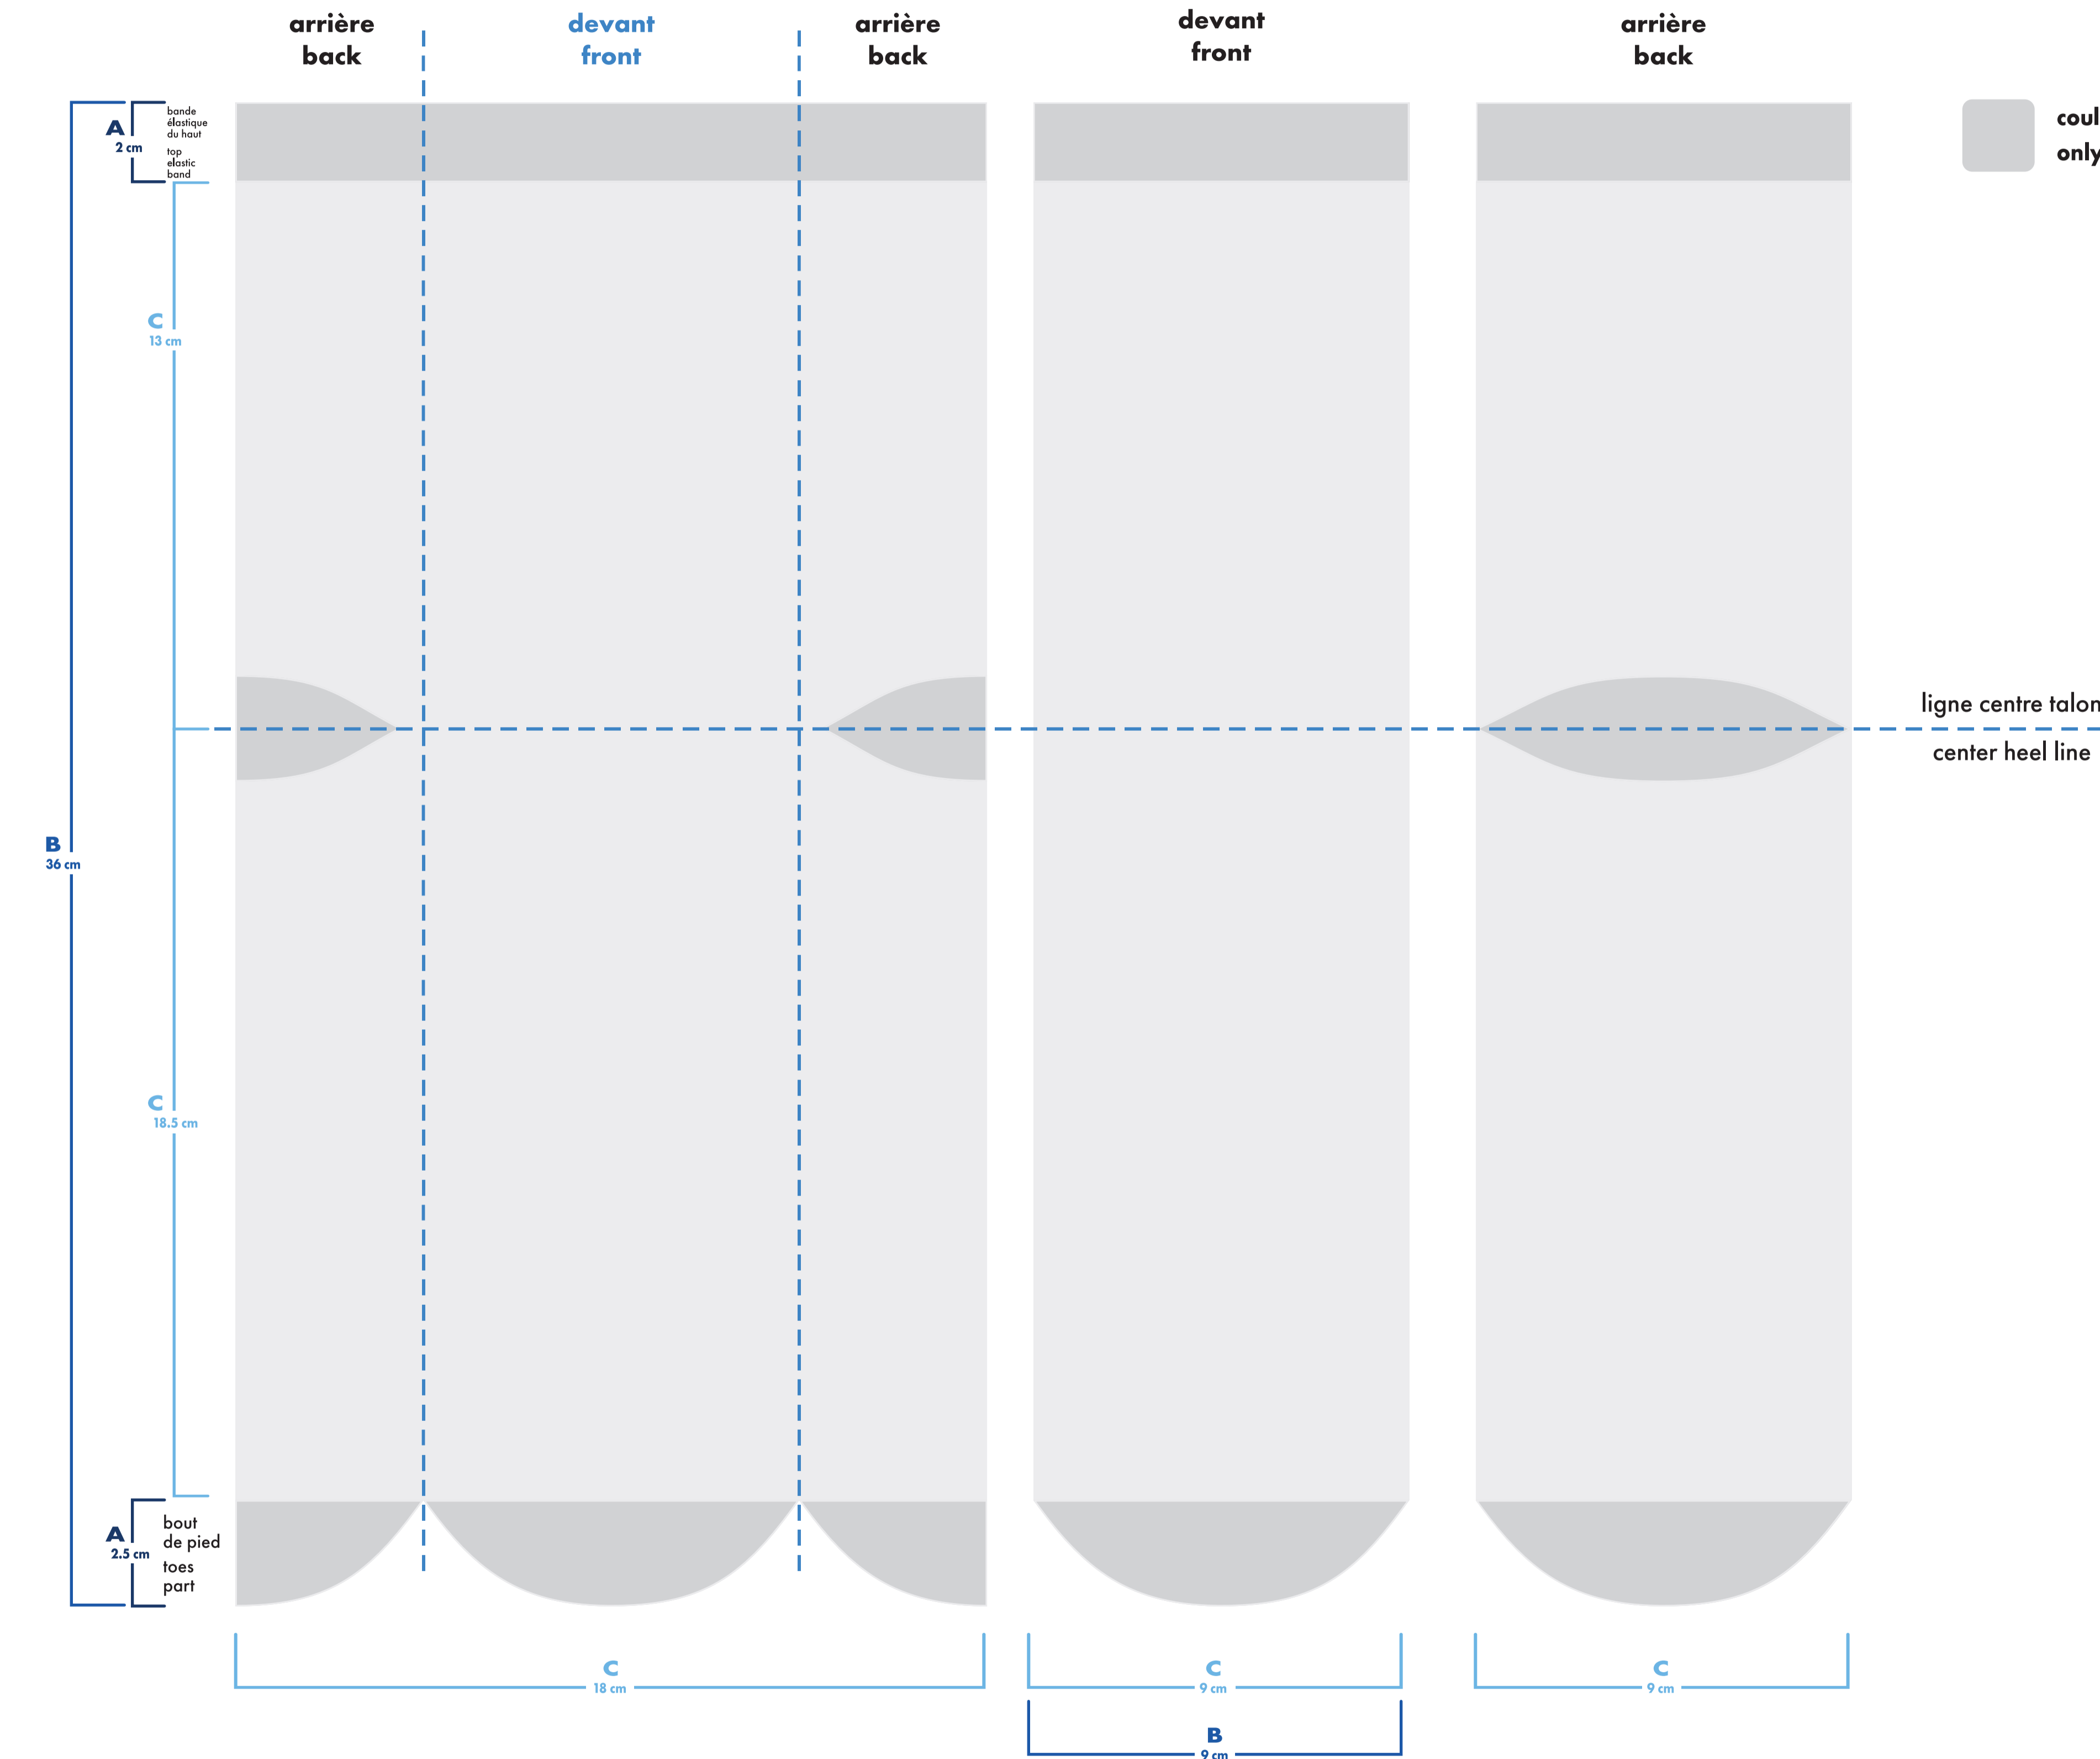 arrière
back
devant
front
arrière
back
devant
front
arrière
back
A
2 cm
bande
élastique
du haut
top
elastic
band
only
C
13 cm
ligne centre talon
center heel line
B
36 cm
C
18.5 cm
A
2.5 cm
bout
de pied
toes
part
C
18 cm
C
9 cm
C
9 cm
B
9 cm